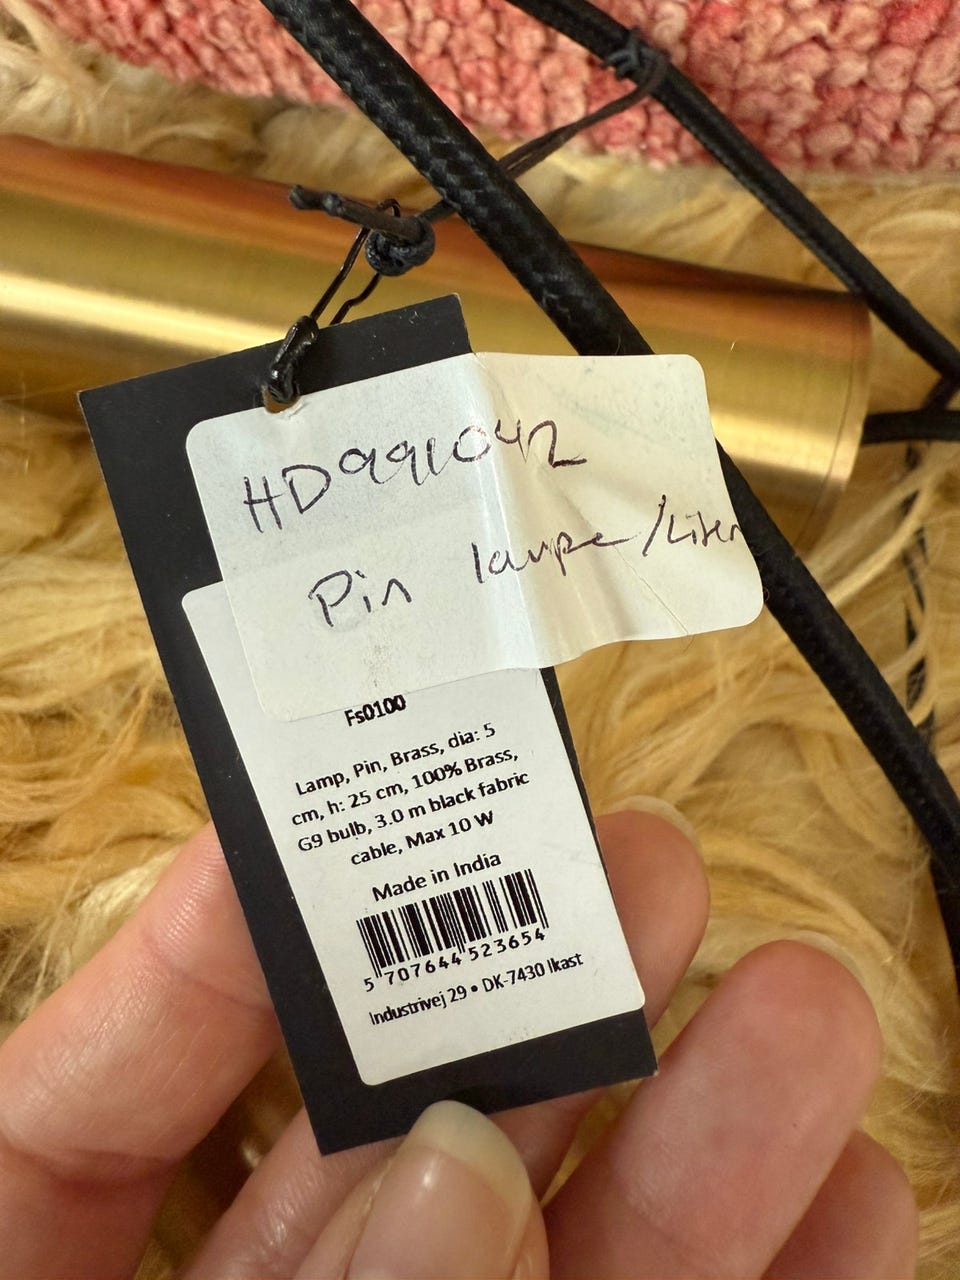 HD991042
Pin lampe/Liten
Fs0100
Lamp, Pin, Brass, dia: 5
cm, h: 25 cm, 100% Brass,
G9 bulb, 3.0 m black fabric
cable, Max 10 W
Made in India
5 707644 523654
Industrivej 29 • DK-7430 Ikast